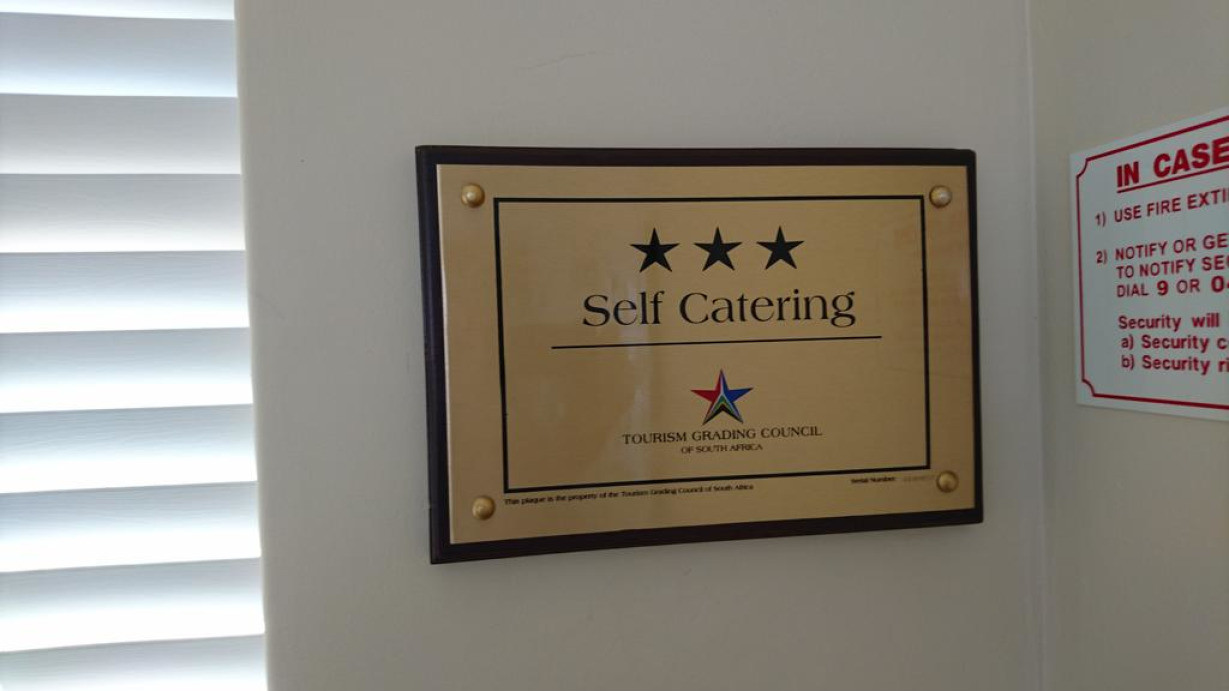 Self Catering
TOURISM GRADING COUNCIL
OF SOUTH AFRICA
This plaque is the property of the Tourism Grading Council of South Africa
Serial Number
IN CASE
1) USE FIRE EXTI
2) NOTIFY OR GE
TO NOTIFY SE
DIAL 9 OR 0
Security will
a) Security
b) Security ri